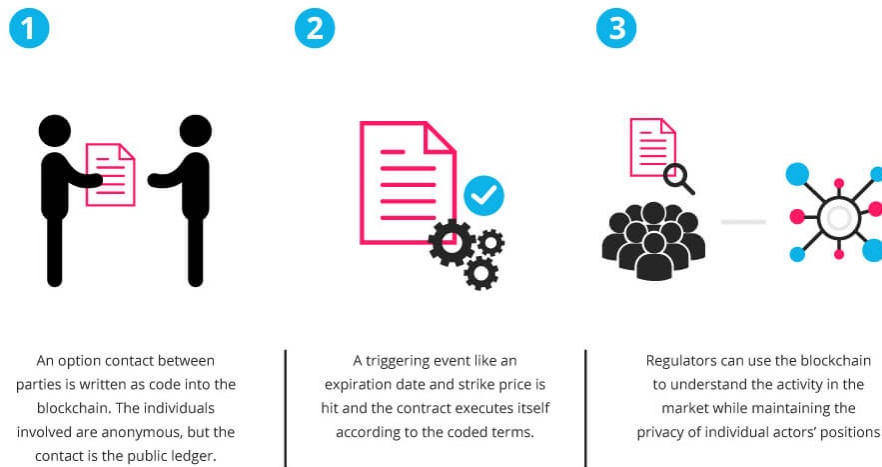 1
An option contact between
parties is written as code into the
blockchain. The individuals
involved are anonymous, but the
contact is the public ledger.
2
A triggering event like an
expiration date and strike price is
hit and the contract executes itself
according to the coded terms.
3
Regulators can use the blockchain
to understand the activity in the
market while maintaining the
privacy of individual actors’ positions